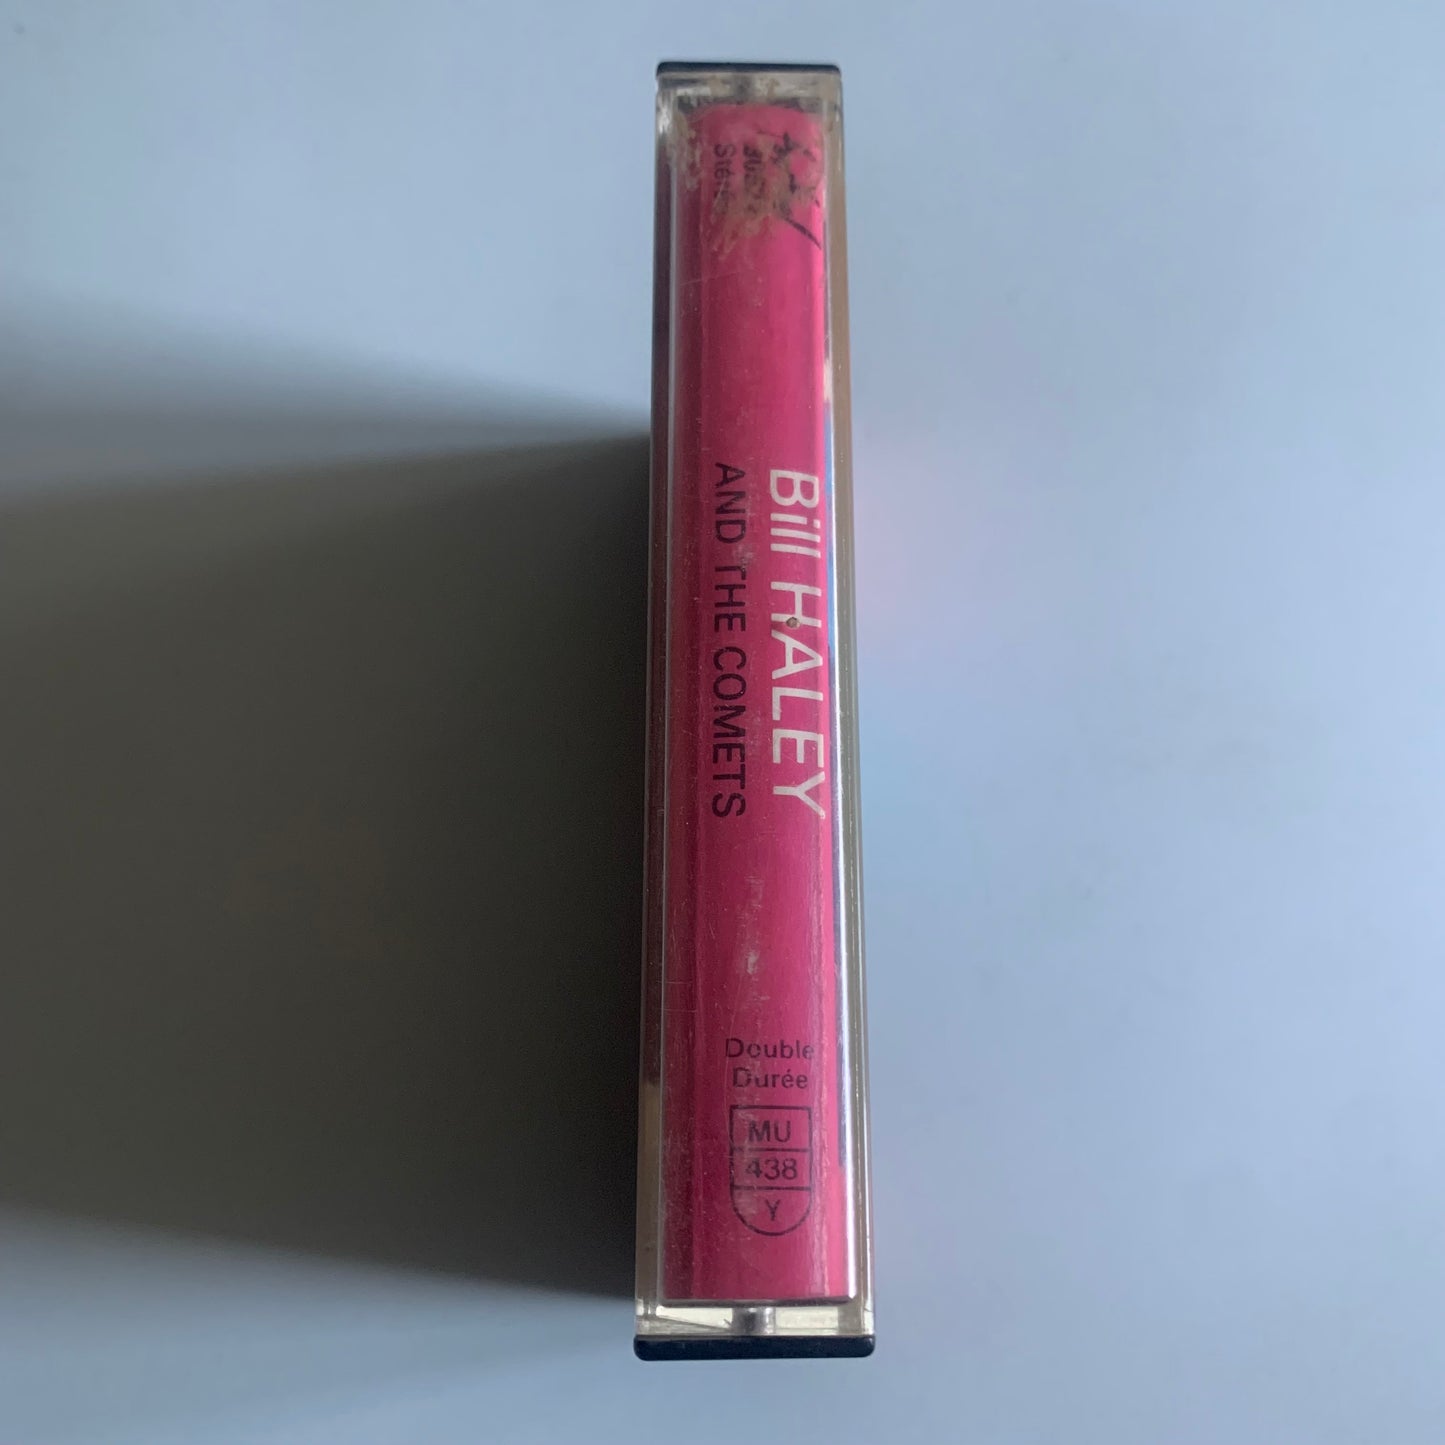 Bill HALEY
AND THE COMETS
Double
Durée
MU
438
Y